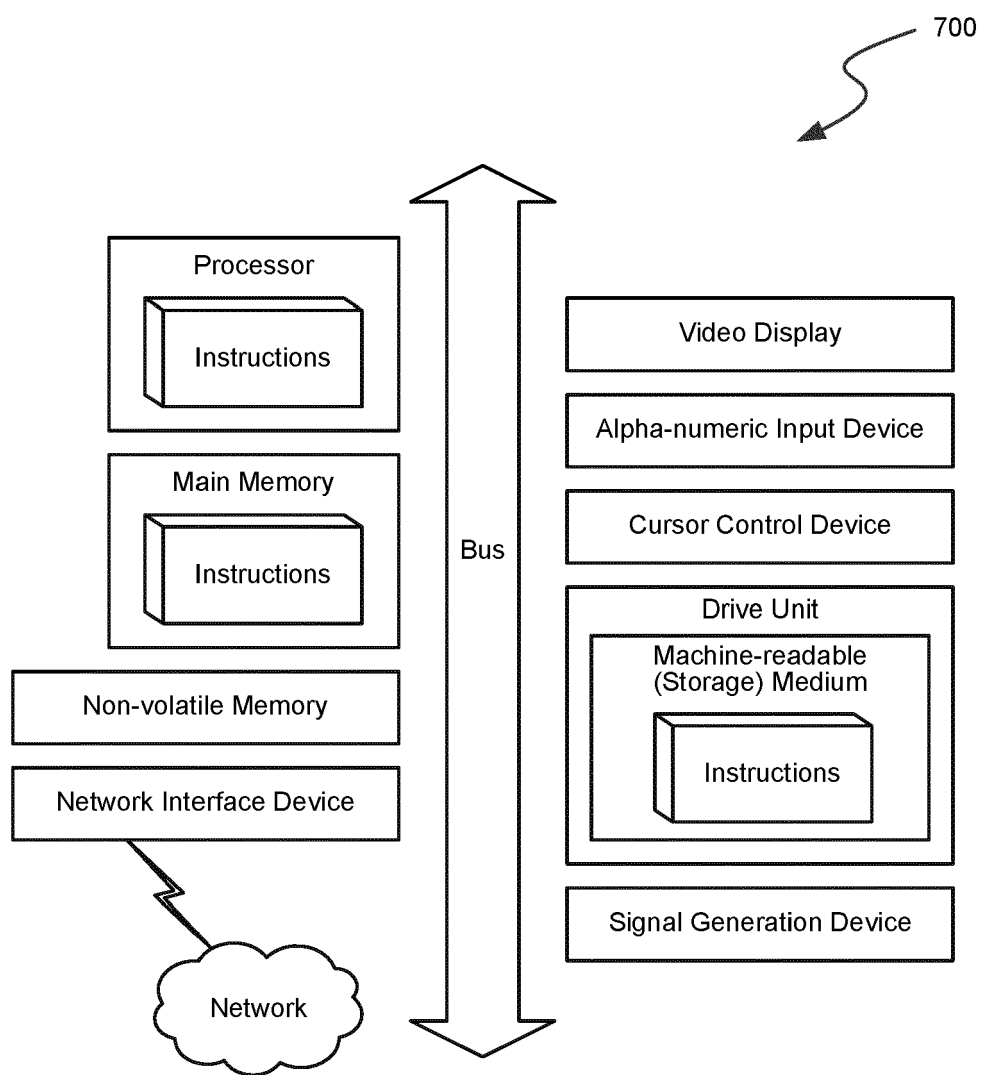 700
Processor
Instructions
Main Memory
Instructions
Non-volatile Memory
Network Interface Device
Network
Bus
Video Display
Alpha-numeric Input Device
Cursor Control Device
Drive Unit
Machine-readable
(Storage) Medium
Instructions
Signal Generation Device